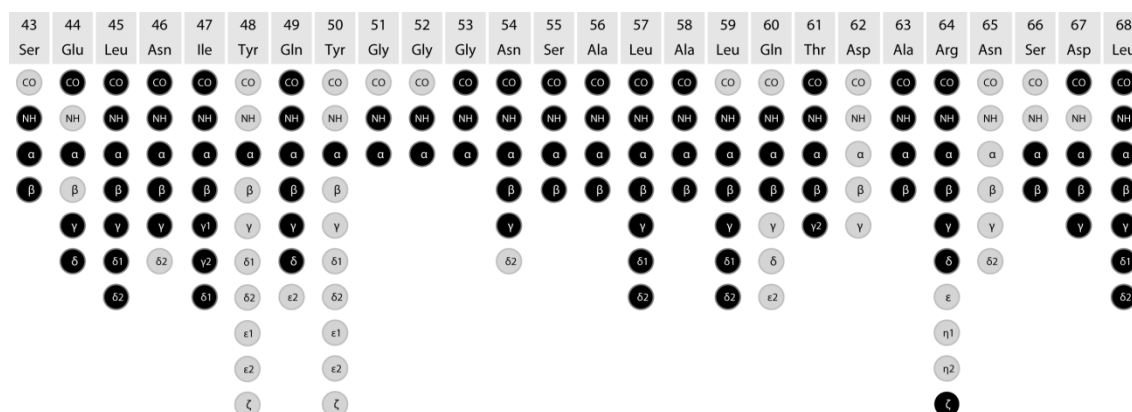 43 44 45 46 47 48 49 50 51 52 53 54 55 56 57 58 59 60 61 62 63 64 65 66 67 68
Ser Glu Leu Asn Ile Tyr Gln Tyr Gly Gly Gly Asn Ser Ala Leu Ala Leu Gln Thr Asp Ala Arg Asn Ser Asp Leu
CO CO CO CO CO CO CO CO CO CO CO CO CO CO CO CO CO CO CO CO CO CO CO CO CO CO
NH NH NH NH NH NH NH NH NH NH NH NH NH NH NH NH NH NH NH NH NH NH NH NH NH NH
α α α α α α α α α α α α α α α α α α α α α α α α α α
β β β β β β β β β β β β β β β β β β β β β β β
γ γ γ γ1 γ γ γ γ γ γ γ γ2 γ γ γ γ γ
δ δ1 δ2 γ2 δ1 δ δ1 δ2 δ1 δ1 δ δ δ2 δ1
δ2 δ1 δ2 ε2 δ2 δ2 δ2 ε2 ε δ2
ε1 ε1 η1
ε2 ε2 η2
ζ ζ ζ